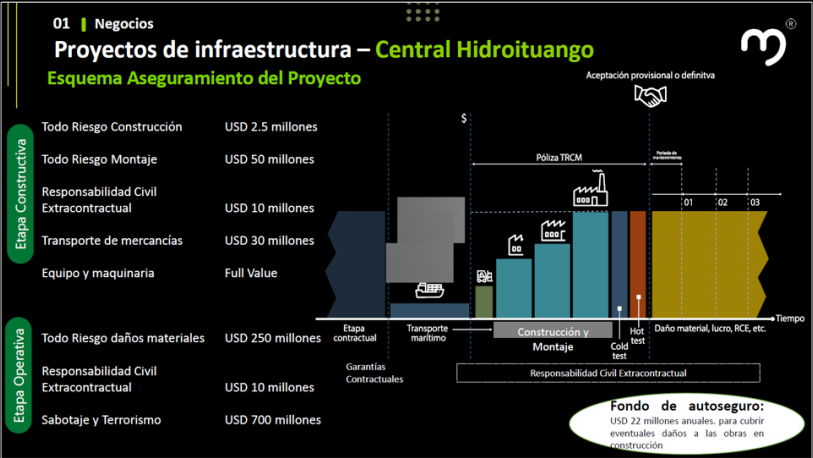 01 Negocios
Proyectos de infraestructura – Central Hidroituango
Esquema Aseguramiento del Proyecto
®
Aceptación provisional o definitva
Etapa Constructiva
Todo Riesgo Construcción USD 2.5 millones
Todo Riesgo Montaje USD 50 millones
Responsabilidad Civil
Extracontractual USD 10 millones
Transporte de mercancías USD 30 millones
Equipo y maquinaria Full Value
Etapa Operativa
Todo Riesgo daños materiales USD 250 millones
Responsabilidad Civil
Extracontractual USD 10 millones
Sabotaje y Terrorismo USD 700 millones
$
Póliza TRCM
Periodo de
mantenimiento
01 02 03
Tiempo
Etapa
contractual
Transporte
marítimo
Construcción y
Montaje
Cold
test
Hot
test
Daño material, lucro, RCE, etc.
Garantías
Contractuales
Responsabilidad Civil Extracontractual
Fondo de autoseguro:
USD 22 millones anuales, para cubrir
eventuales daños a las obras en
construcción